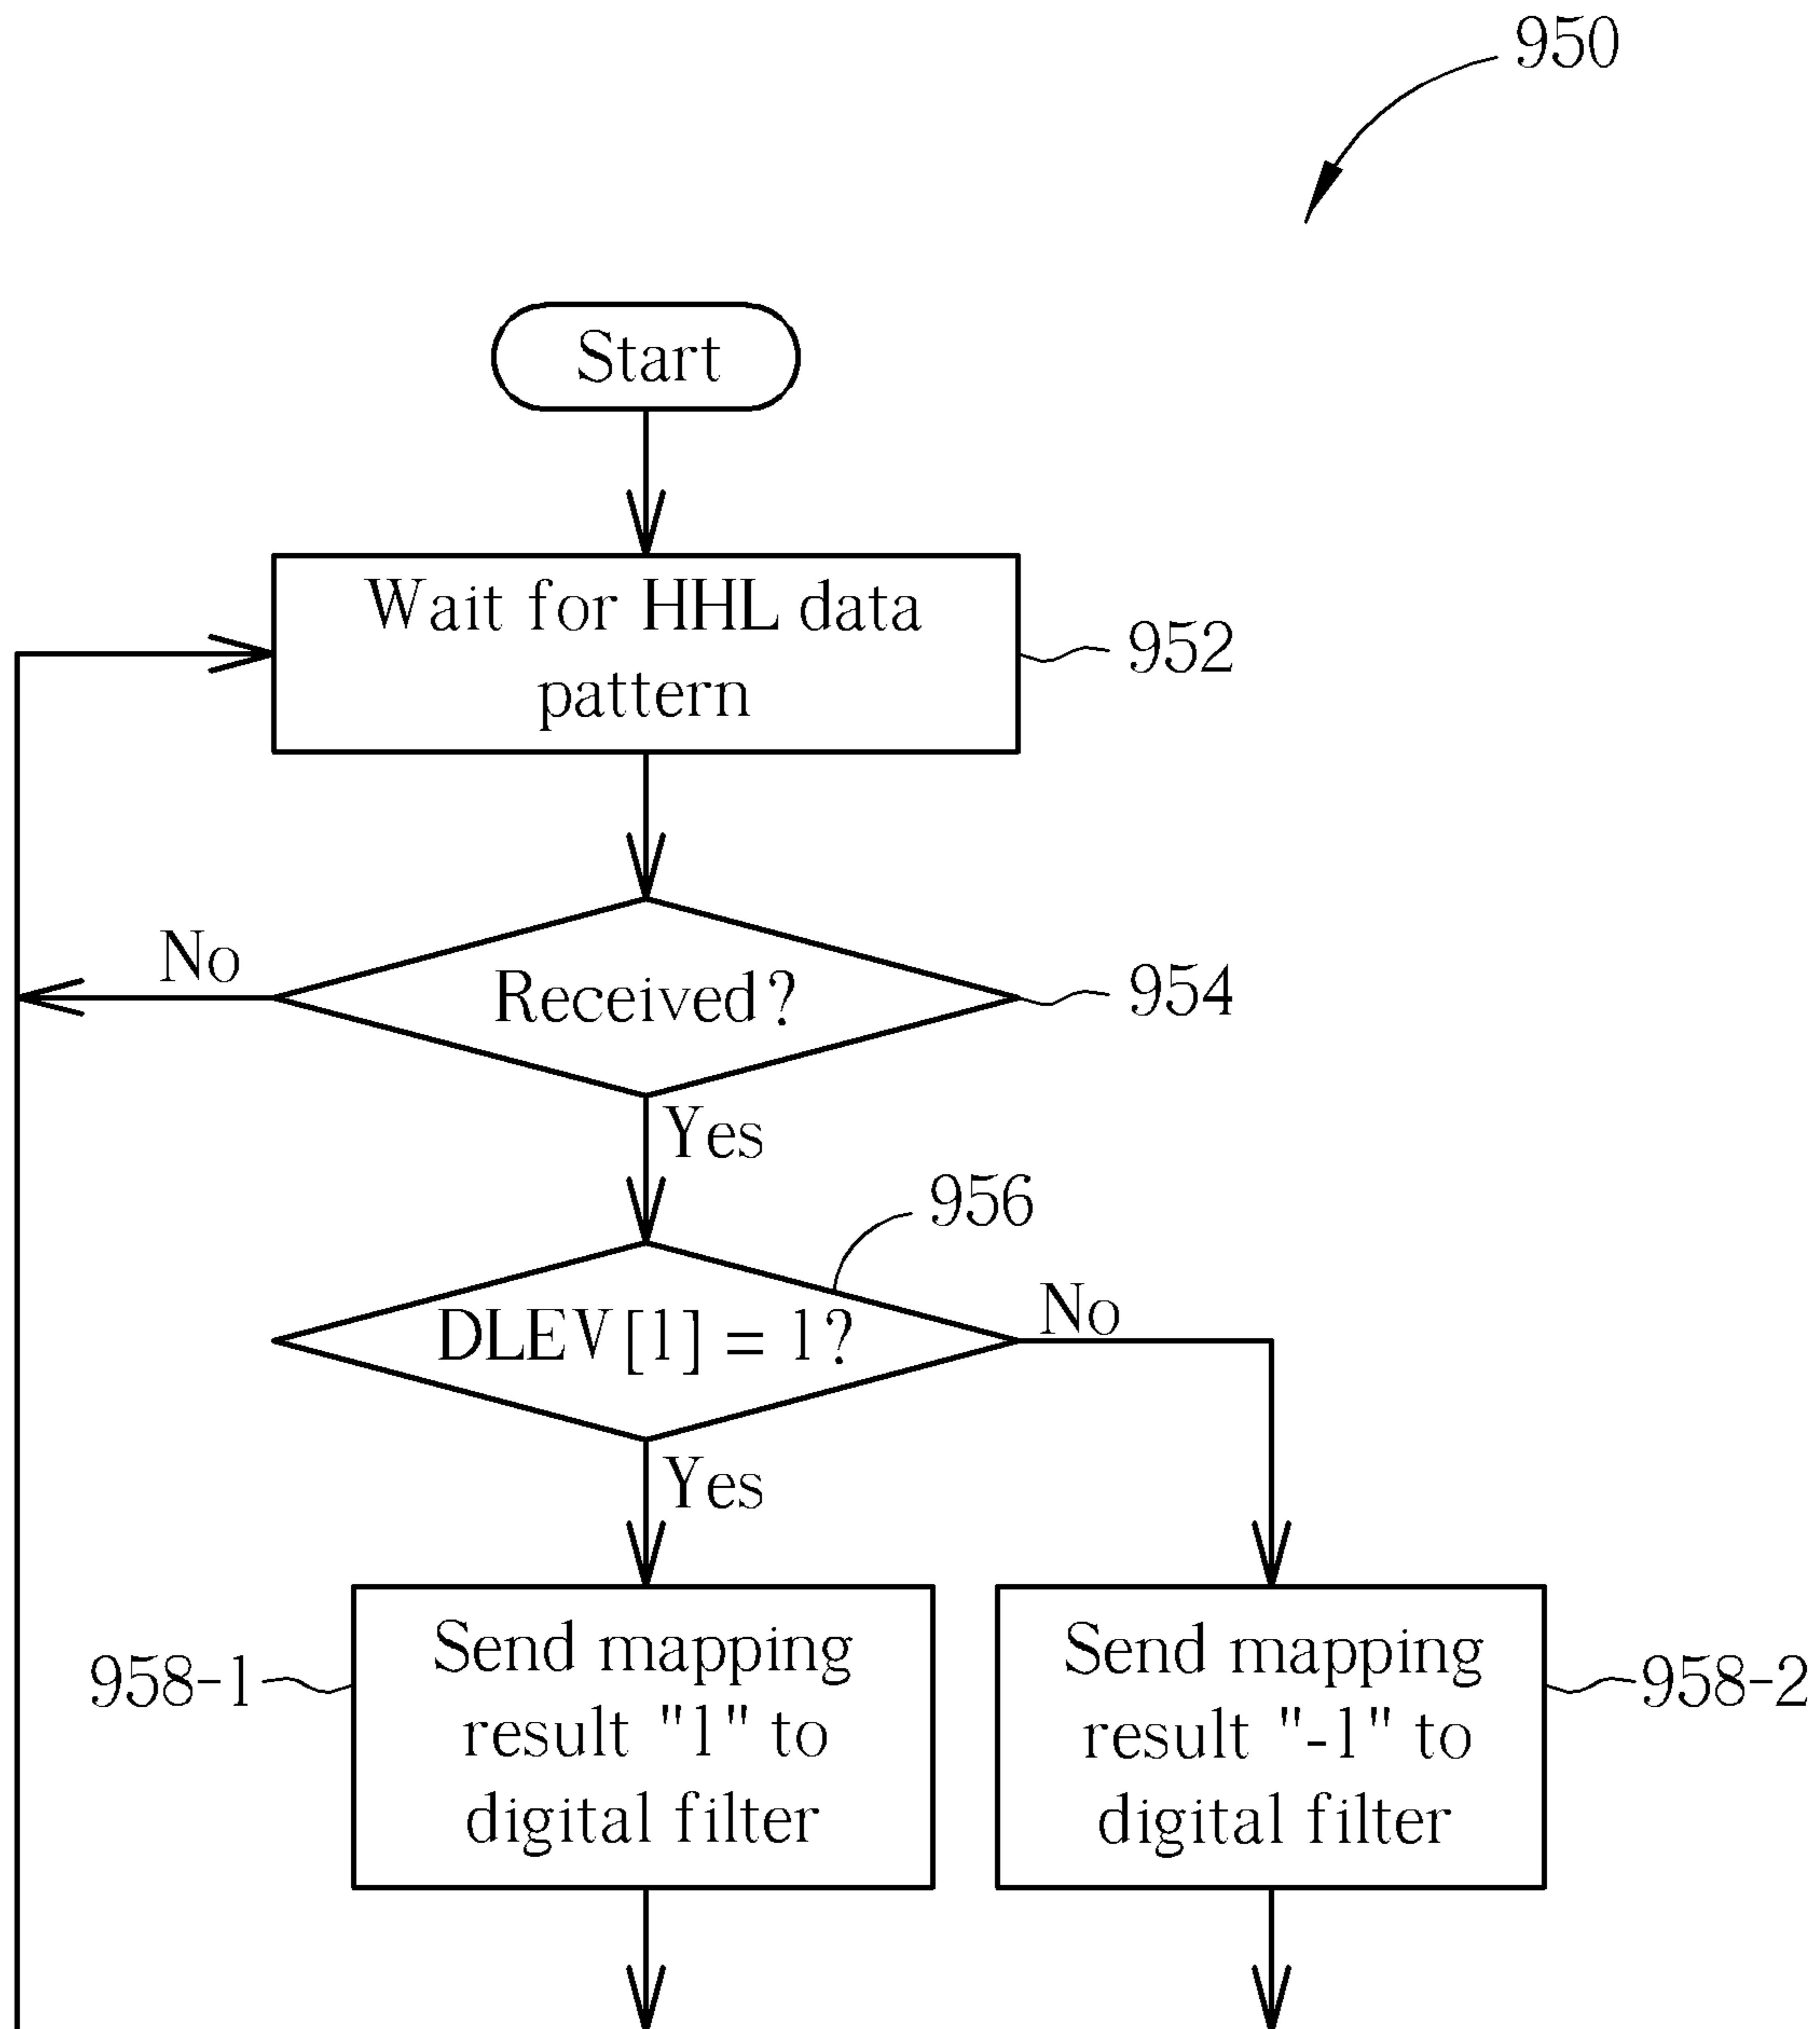 950
Start
Wait for HHL data
pattern
952
No
Received?
954
Yes
956
DLEV[1] = 1?
No
Yes
958-1
Send mapping
result "1" to
digital filter
Send mapping
result "-1" to
digital filter
958-2